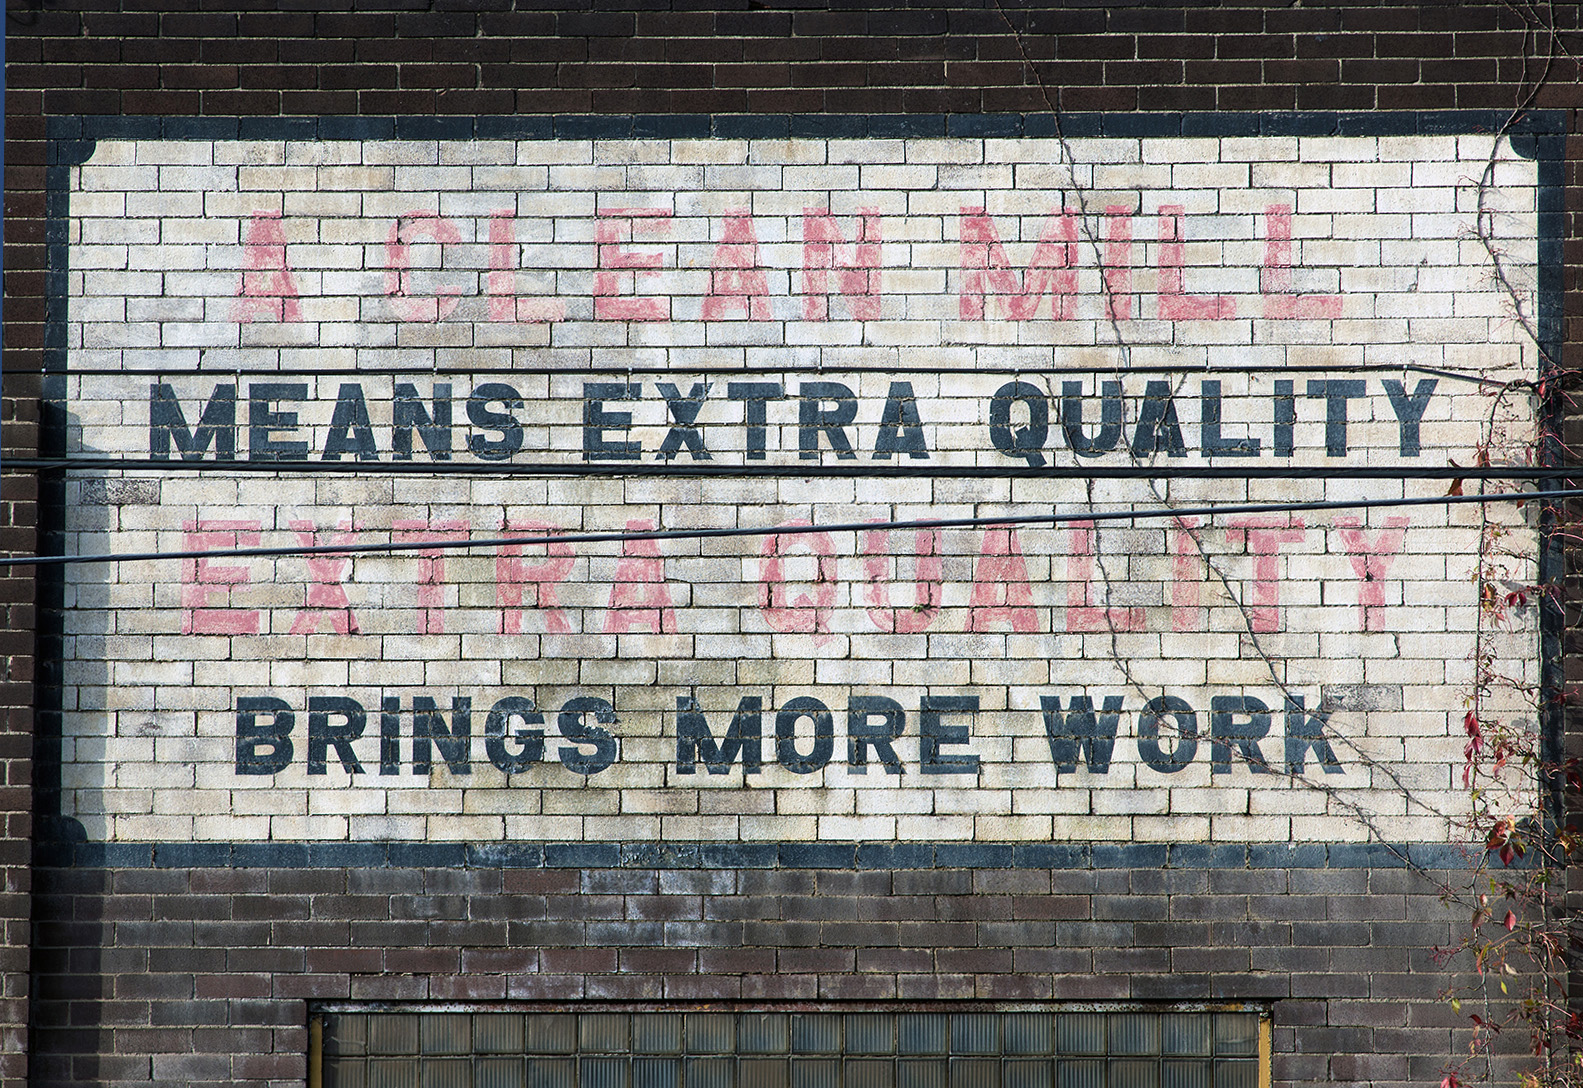 A CLEAN MILL
MEANS EXTRA QUALITY
EXTRA QUALITY
BRINGS MORE WORK